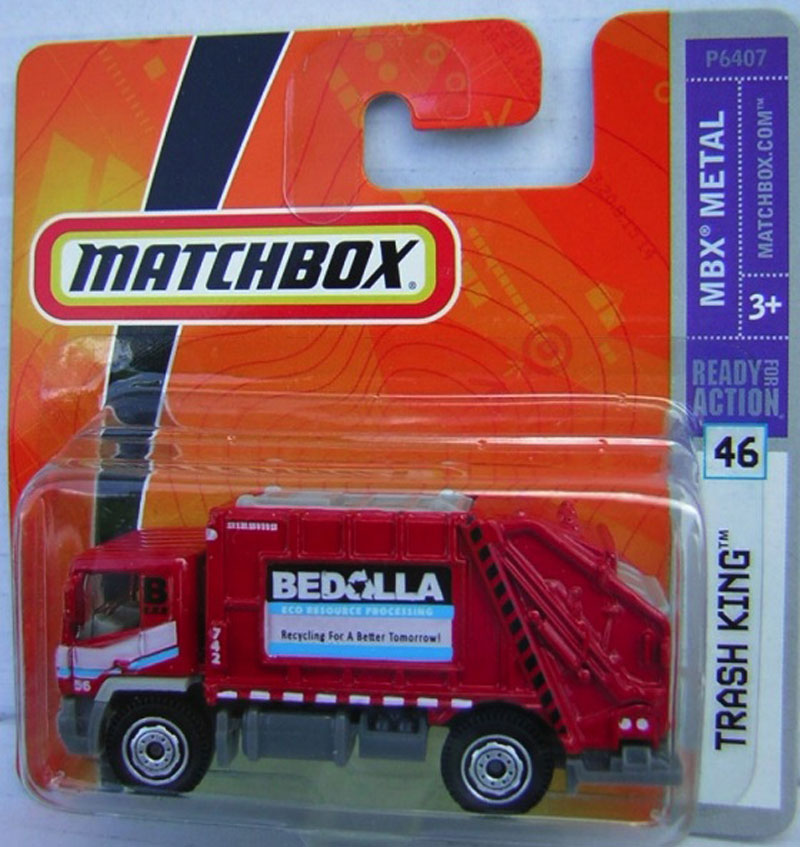 P6407
MBX® METAL
MATCHBOX.COM™
3+
MATCHBOX®
READY FOR ACTION™
46
TRASH KING™
B
BEDOLLA
ECO RESOURCE PROCESSING
Recycling For A Better Tomorrow!
742
56